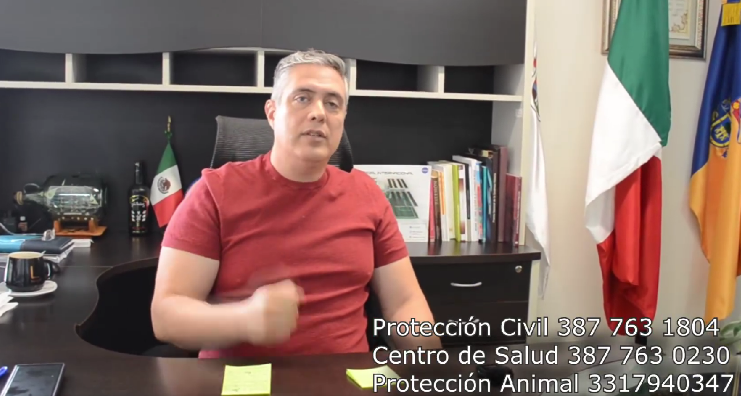 Protección Civil 387 763 1804
Centro de Salud 387 763 0230
Protección Animal 3317940347